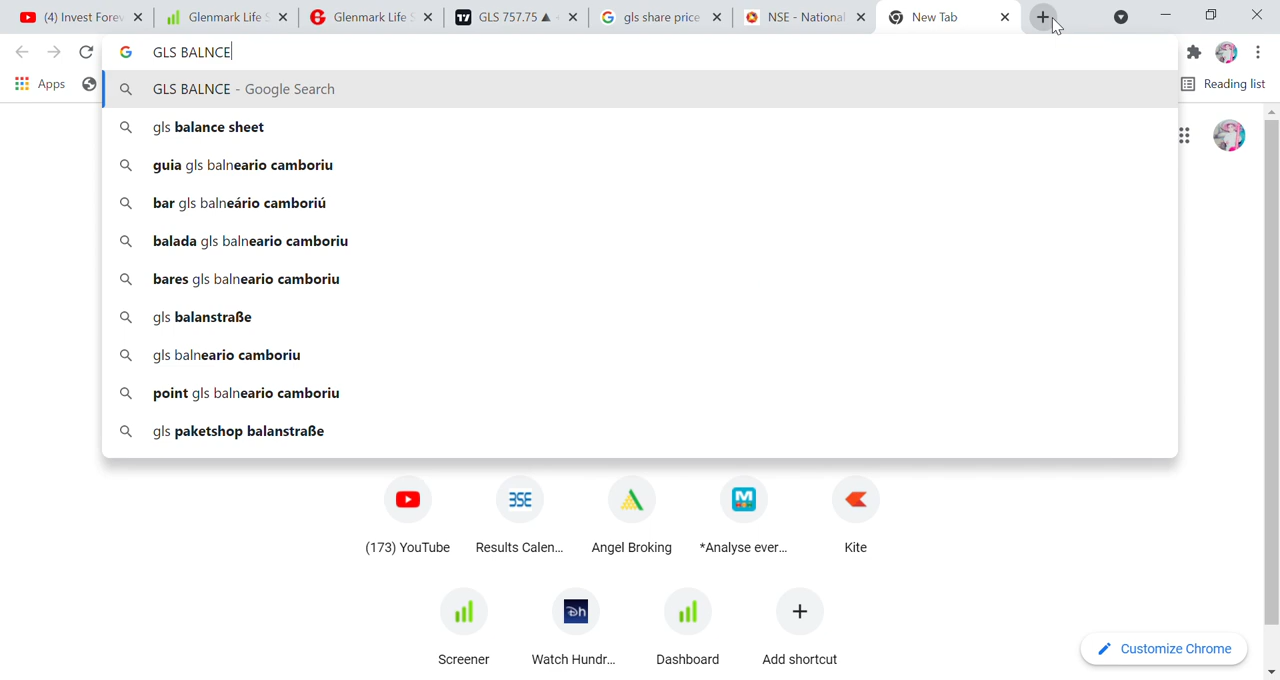 (4) Invest Forev
Glenmark Life S
Glenmark Life S
GLS 757.75 ▲
gls share price
NSE - National
New Tab
GLS BALNCE
Apps
Reading list
GLS BALNCE - Google Search
gls balance sheet
guia gls balneario camboriu
bar gls balneário camboriú
balada gls balneario camboriu
bares gls balneario camboriu
gls balanstraße
gls balneario camboriu
point gls balneario camboriu
gls paketshop balanstraße
(173) YouTube
Results Calen...
Angel Broking
*Analyse ever...
Kite
Screener
Watch Hundr...
Dashboard
Add shortcut
Customize Chrome